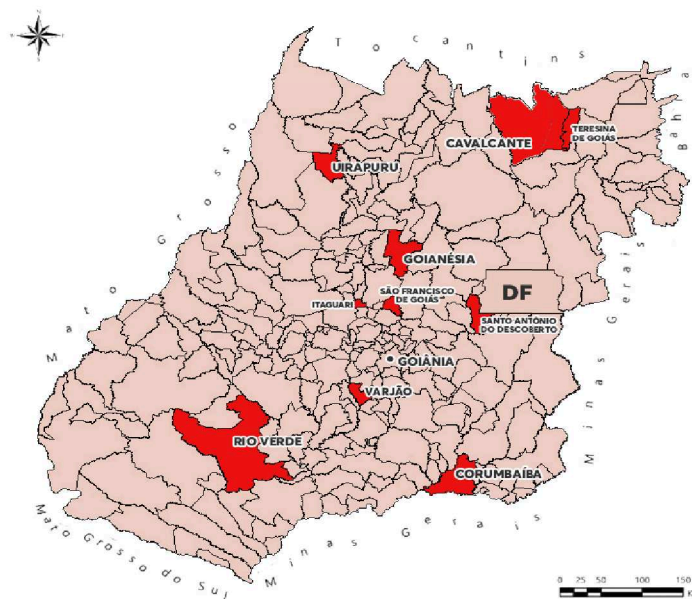 N
Tocantins
Bahia
CAVALCANTE
TERESINA
DE GOIÁS
UIRAPURU
Mato Grosso
GOIANÉSIA
DF
SÃO FRANCISCO
DE GOIÁS
ITAGUARI
SANTO ANTÔNIO
DO DESCOBERTO
Minas Gerais
GOIÂNIA
VARJÃO
RIO VERDE
CORUMBAÍBA
Minas Gerais
Mato Grosso do Sul
Minas Gerais
0 25 50 100 150
K